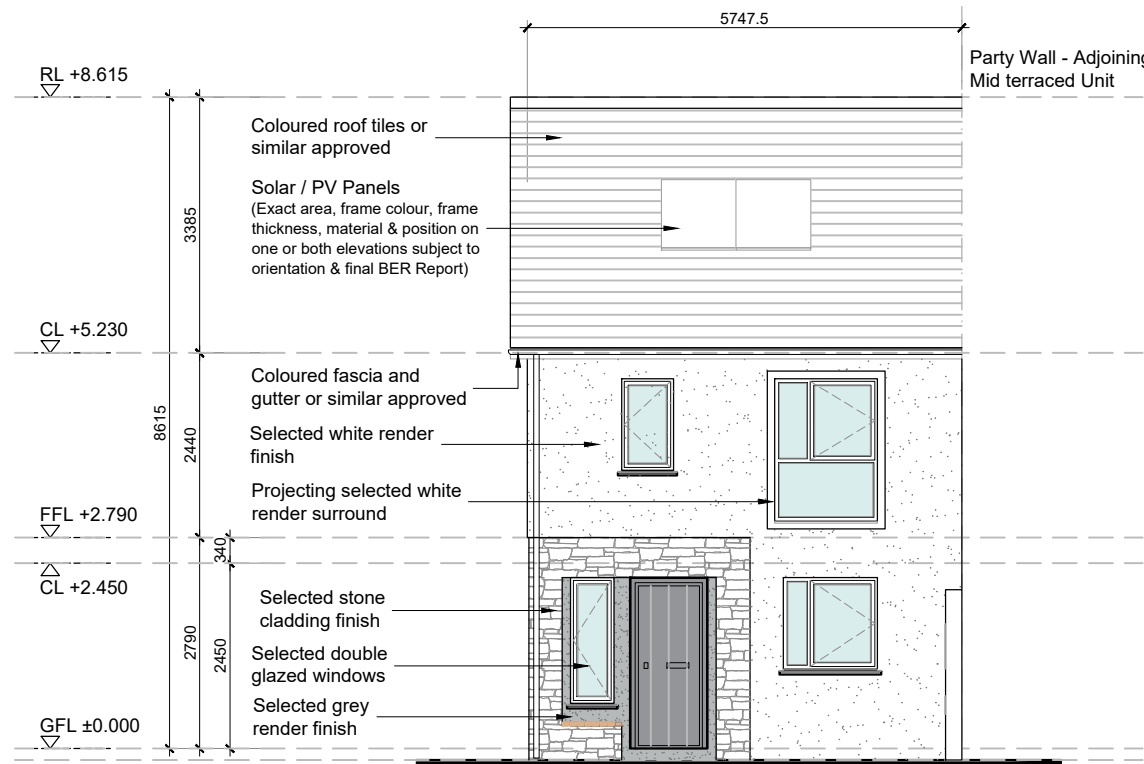 5747.5
Party Wall - Adjoining
Mid terraced Unit
RL +8.615
Coloured roof tiles or
similar approved
Solar / PV Panels
(Exact area, frame colour, frame
thickness, material & position on
one or both elevations subject to
orientation & final BER Report)
3385
CL +5.230
Coloured fascia and
gutter or similar approved
8615
2440
Selected white render
finish
Projecting selected white
render surround
FFL +2.790
340
CL +2.450
Selected stone
cladding finish
2790
2450
Selected double
glazed windows
Selected grey
render finish
GFL ±0.000